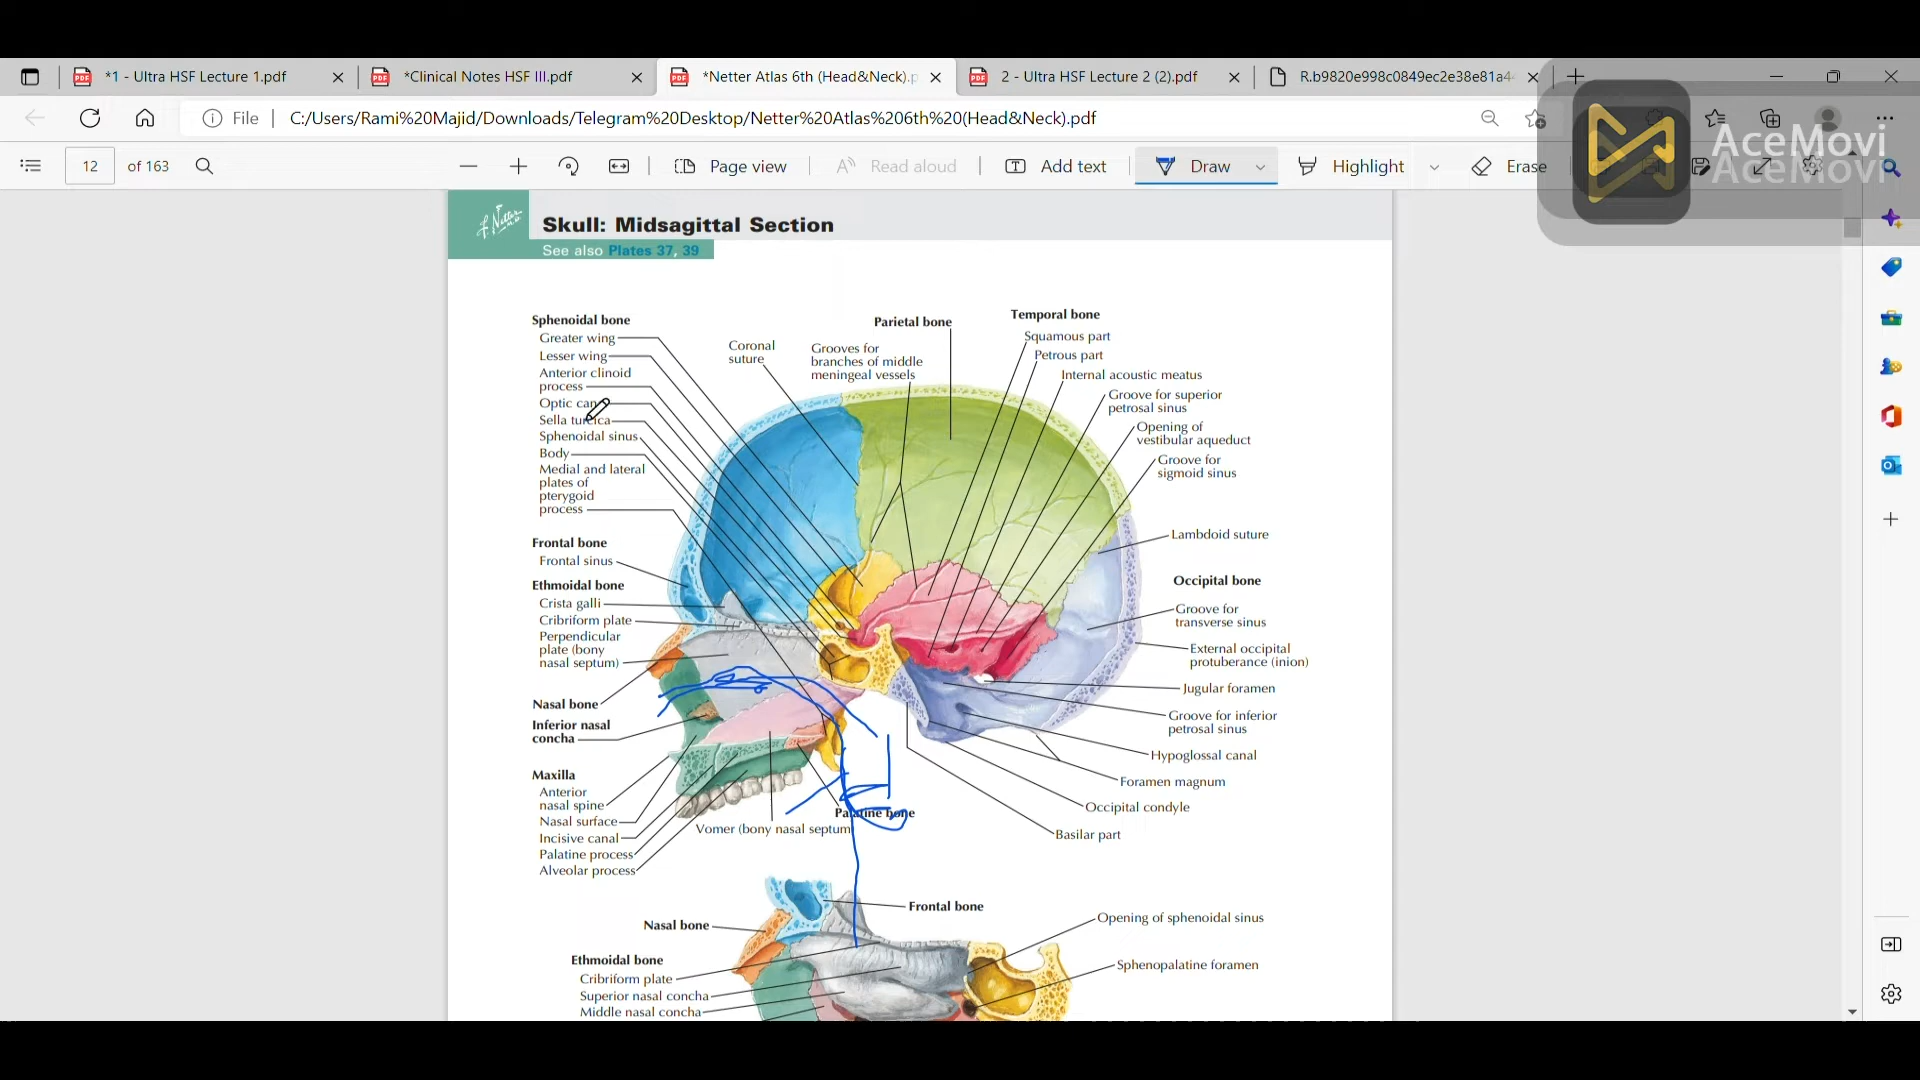 *1 - Ultra HSF Lecture 1.pdf
*Clinical Notes HSF III.pdf
*Netter Atlas 6th (Head&Neck).p
2 - Ultra HSF Lecture 2 (2).pdf
R.b9820e998c0849ec2e38e81a4
File
C:/Users/Rami%20Majid/Downloads/Telegram%20Desktop/Netter%20Atlas%206th%20(Head&Neck).pdf
AceMovi
AceMovi
12
of 163
Page view
Read aloud
Add text
Draw
Highlight
Erase
f. Netter
Skull: Midsagittal Section
See also Plates 37, 39
Sphenoidal bone
Greater wing
Lesser wing
Anterior clinoid
process
Optic can
Sella turcica
Sphenoidal sinus
Body
Medial and lateral
plates of
pterygoid
process
Frontal bone
Frontal sinus
Ethmoidal bone
Crista galli
Cribriform plate
Perpendicular
plate (bony
nasal septum)
Nasal bone
Inferior nasal
concha
Maxilla
Anterior
nasal spine
Nasal surface
Incisive canal
Palatine process
Alveolar process
Coronal
suture
Grooves for
branches of middle
meningeal vessels
Parietal bone
Temporal bone
Squamous part
Petrous part
Internal acoustic meatus
Groove for superior
petrosal sinus
Opening of
vestibular aqueduct
Groove for
sigmoid sinus
Lambdoid suture
Occipital bone
Groove for
transverse sinus
External occipital
protuberance (inion)
Jugular foramen
Groove for inferior
petrosal sinus
Hypoglossal canal
Foramen magnum
Occipital condyle
Basilar part
Palatine bone
Vomer (bony nasal septum)
Frontal bone
Nasal bone
Ethmoidal bone
Cribriform plate
Superior nasal concha
Middle nasal concha
Opening of sphenoidal sinus
Sphenopalatine foramen